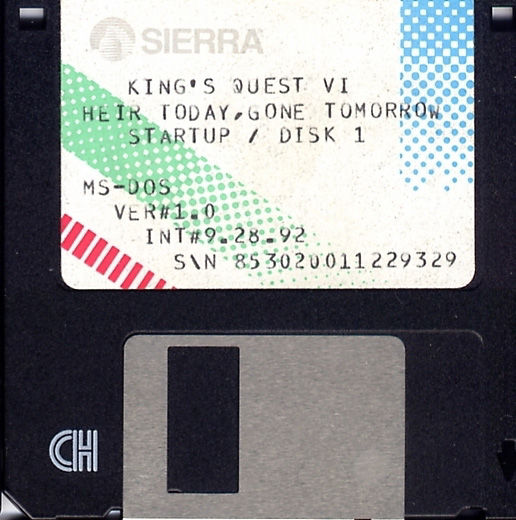 SIERRA
KING'S QUEST VI
HEIR TODAY,GONE TOMORROW
STARTUP / DISK 1
MS-DOS
VER#1.0
INT#9.28.92
S\N 853020011229329
CH